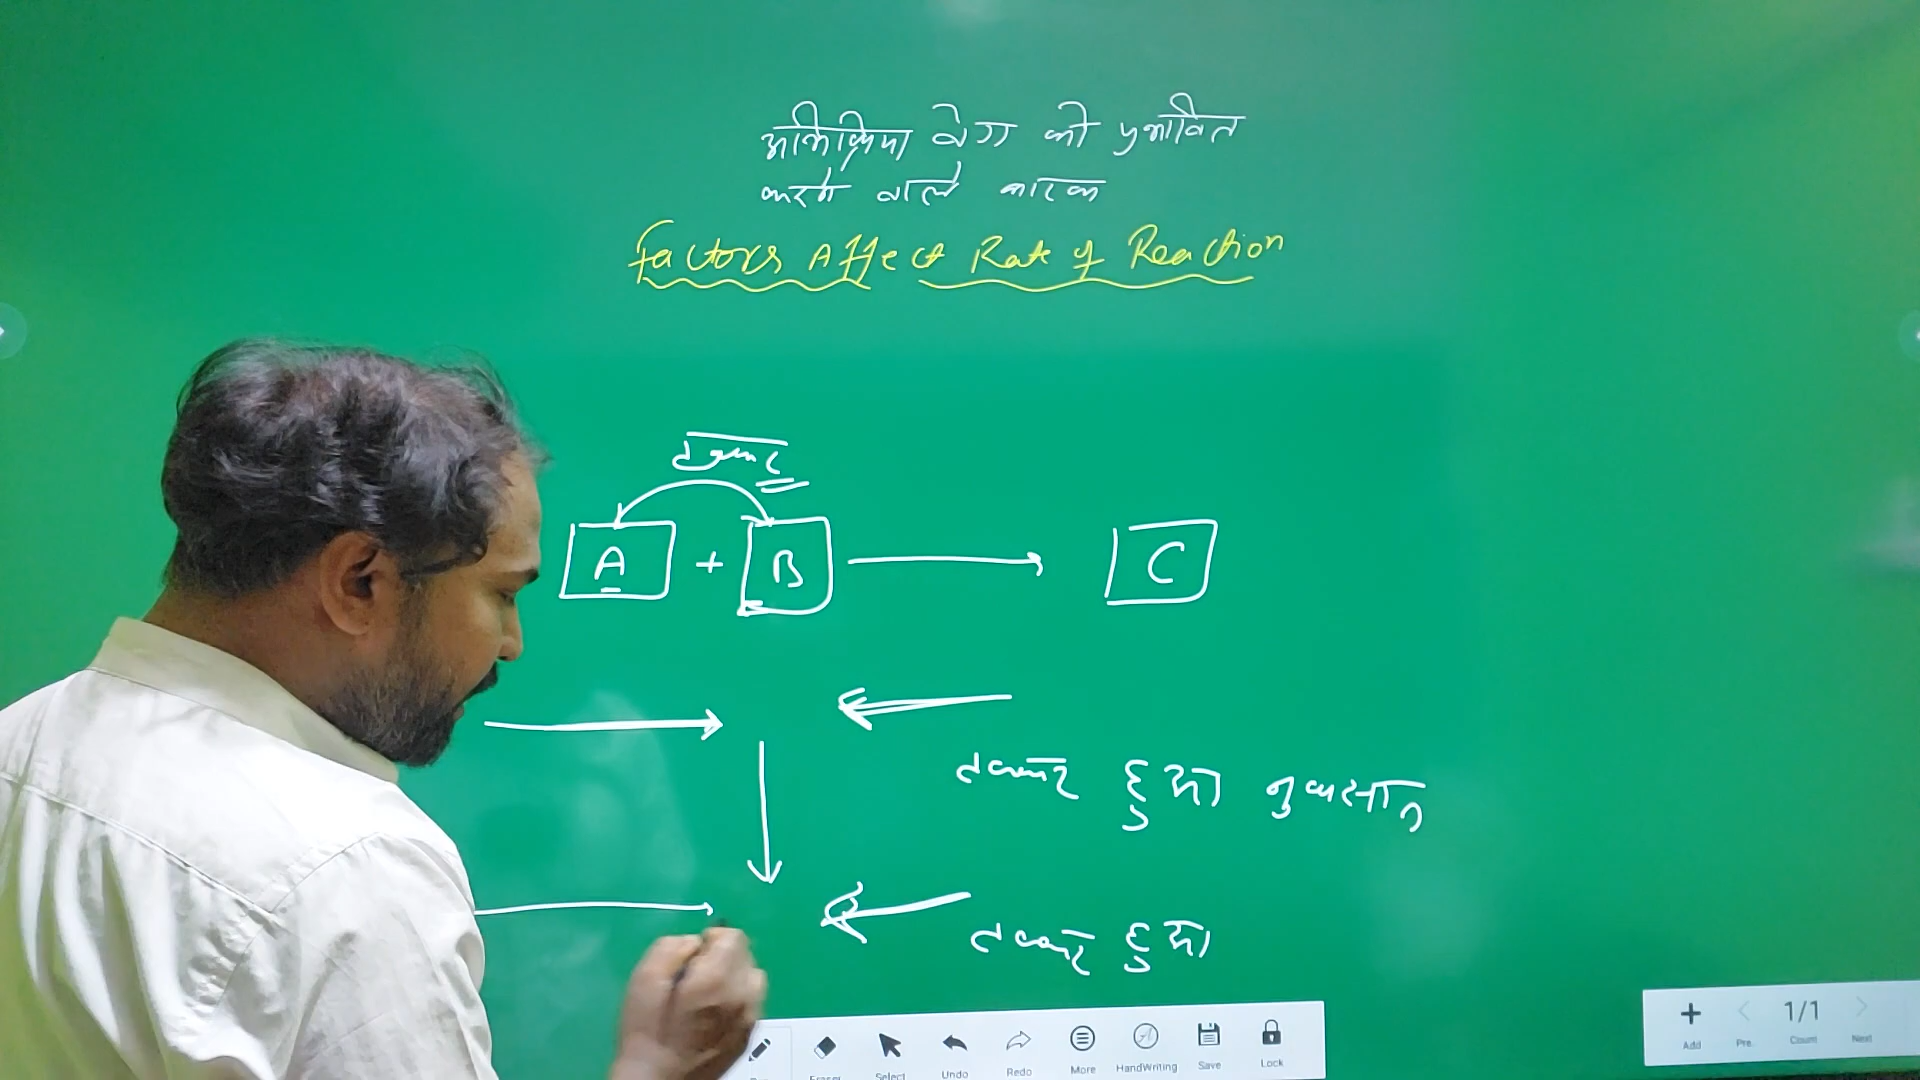 अभिक्रिया वेग को प्रभावित
करने वाले कारक
Factors Affect Rate of Reaction
टक्कर
A + B → C
टक्कर हुआ नुकसान
टक्कर हुआ
Eraser Select Undo Redo More HandWriting Save Lock
Add Pre. 1/1 Count Next